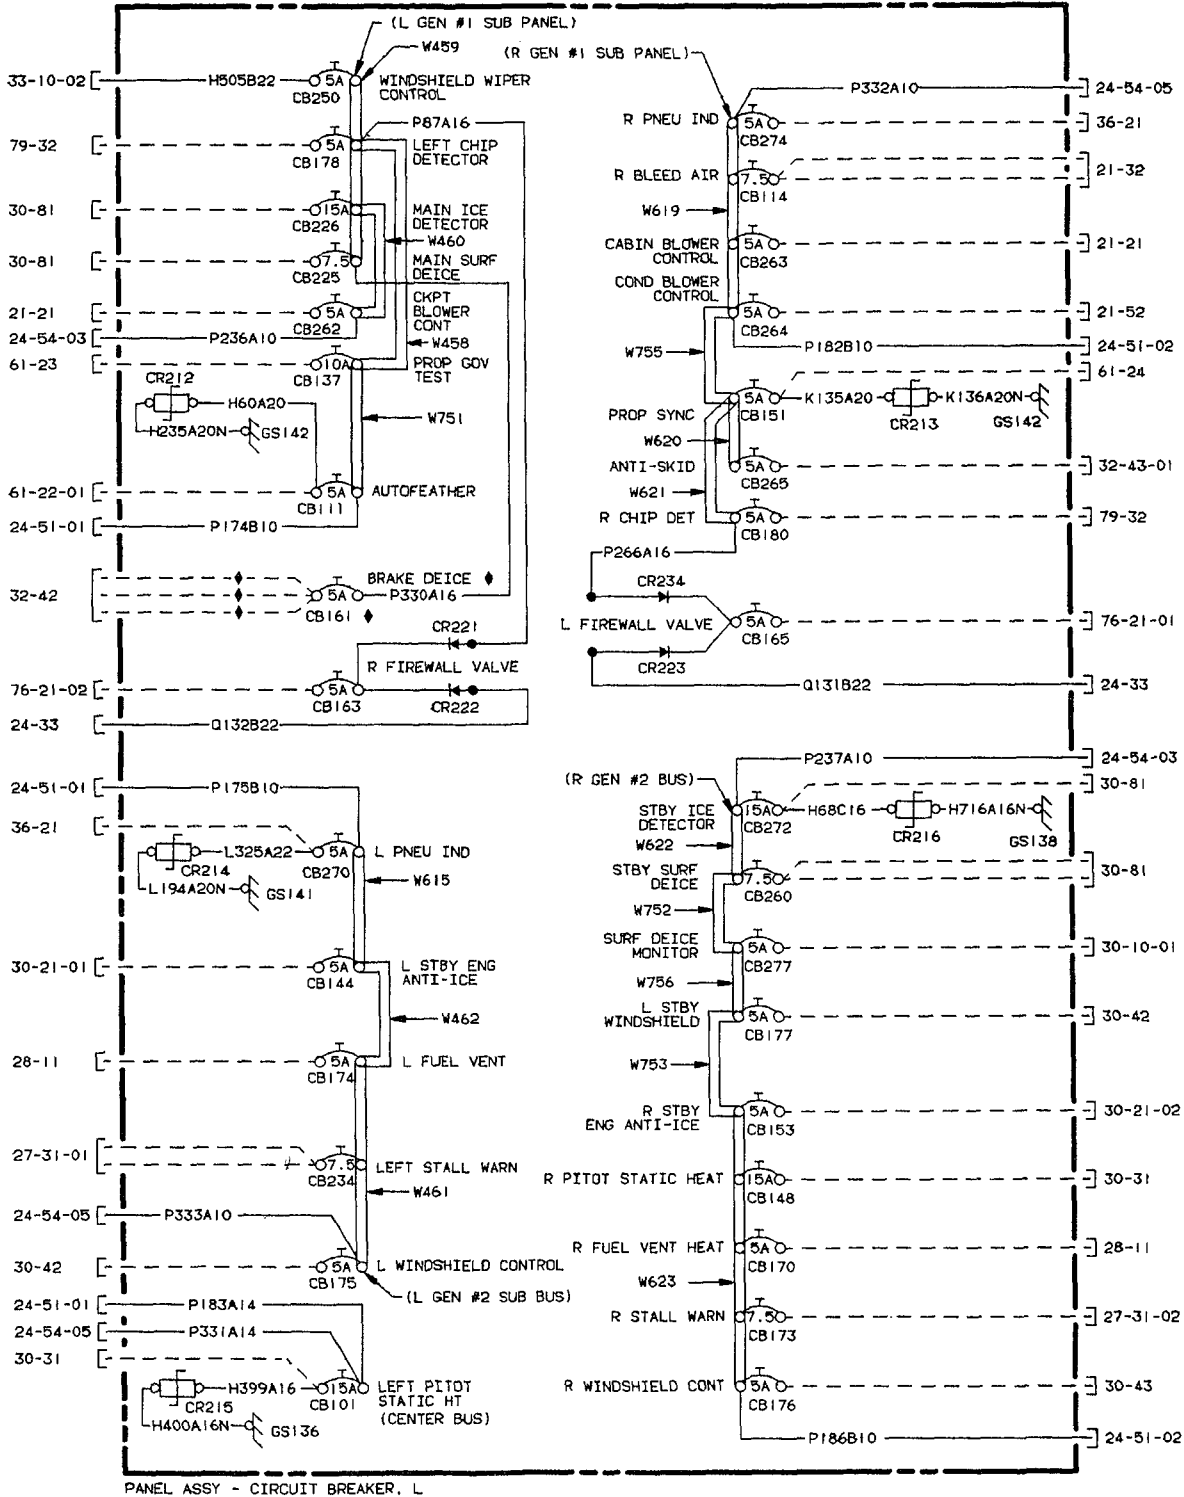 (L GEN #1 SUB PANEL)
W459
(R GEN #1 SUB PANEL)
33-10-02
H505B22
5A
CB250
WINDSHIELD WIPER
CONTROL
P332A10
24-54-05
R PNEU IND
5A
CB274
36-21
P87A16
79-32
5A
CB178
LEFT CHIP
DETECTOR
R BLEED AIR
7.5
CB114
21-32
30-81
15A
CB226
MAIN ICE
DETECTOR
W619
W460
CABIN BLOWER
CONTROL
5A
CB263
21-21
30-81
7.5
CB225
MAIN SURF
DEICE
COND BLOWER
CONTROL
5A
CB264
21-52
21-21
5A
CB262
CKPT
BLOWER
CONT
24-54-03
P236A10
W458
W755
P182B10
24-51-02
61-23
10A
CB137
PROP GOV
TEST
61-24
CR212
H60A20
H235A20N
GS142
W751
PROP SYNC
5A
CB151
K135A20
CR213
K136A20N
GS142
W620
ANTI-SKID
5A
CB265
32-43-01
61-22-01
5A
CB111
AUTOFEATHER
W621
24-51-01
P174B10
R CHIP DET
5A
CB180
79-32
P266A16
32-42
5A
CB161
BRAKE DEICE
P330A16
CR234
L FIREWALL VALVE
5A
CB165
76-21-01
CR221
R FIREWALL VALVE
CR223
76-21-02
5A
CB163
CR222
Q131B22
24-33
24-33
Q132B22
P237A10
24-54-03
24-51-01
P175B10
(R GEN #2 BUS)
30-81
36-21
STBY ICE
DETECTOR
15A
CB272
H68C16
CR216
H716A16N
GS138
L325A22
CR214
L194A20N
GS141
5A
CB270
L PNEU IND
W622
W615
STBY SURF
DEICE
7.5
CB260
30-81
W752
SURF DEICE
MONITOR
5A
CB277
30-10-01
30-21-01
5A
CB144
L STBY ENG
ANTI-ICE
W756
W462
L STBY
WINDSHIELD
5A
CB177
30-42
28-11
5A
CB174
L FUEL VENT
W753
R STBY
ENG ANTI-ICE
5A
CB153
30-21-02
27-31-01
7.5
CB234
LEFT STALL WARN
R PITOT STATIC HEAT
15A
CB148
30-31
W461
24-54-05
P333A10
R FUEL VENT HEAT
5A
CB170
28-11
30-42
5A
CB175
L WINDSHIELD CONTROL
W623
(L GEN #2 SUB BUS)
24-51-01
P183A14
R STALL WARN
7.5
CB173
27-31-02
24-54-05
P331A14
30-31
CR215
H399A16
H400A16N
GS136
15A
CB101
LEFT PITOT
STATIC HT
(CENTER BUS)
R WINDSHIELD CONT
5A
CB176
30-43
P186B10
24-51-02
PANEL ASSY - CIRCUIT BREAKER, L